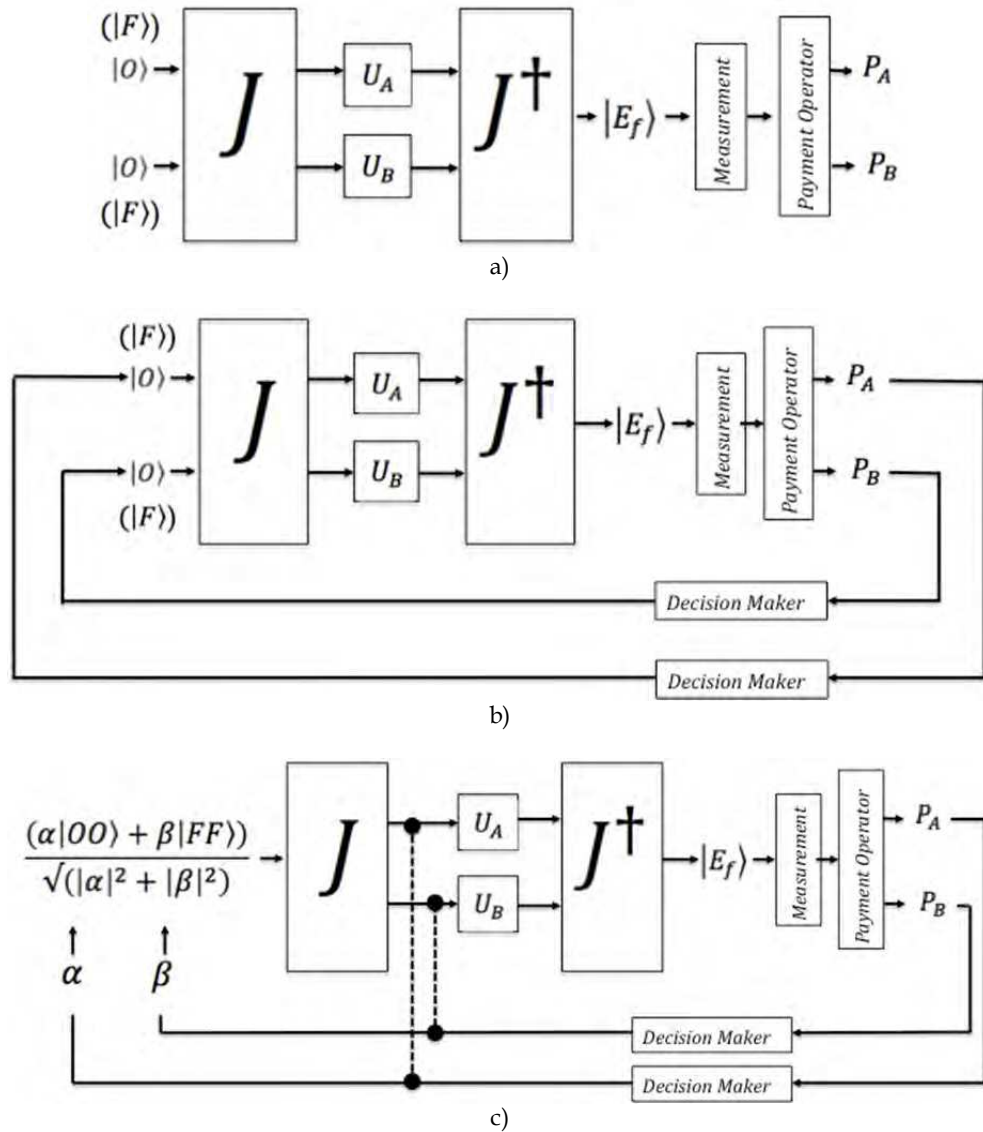 (|F⟩)
|O⟩
J
U_A
J†
|E_f⟩
Measurement
Payment Operator
P_A
|O⟩
U_B
P_B
(|F⟩)
a)
(|F⟩)
|O⟩
J
U_A
J†
|E_f⟩
Measurement
Payment Operator
P_A
|O⟩
U_B
P_B
(|F⟩)
Decision Maker
Decision Maker
b)
(α|OO⟩ + β|FF⟩)
√(|α|² + |β|²)
J
U_A
J†
|E_f⟩
Measurement
Payment Operator
P_A
U_B
P_B
α
β
Decision Maker
Decision Maker
c)